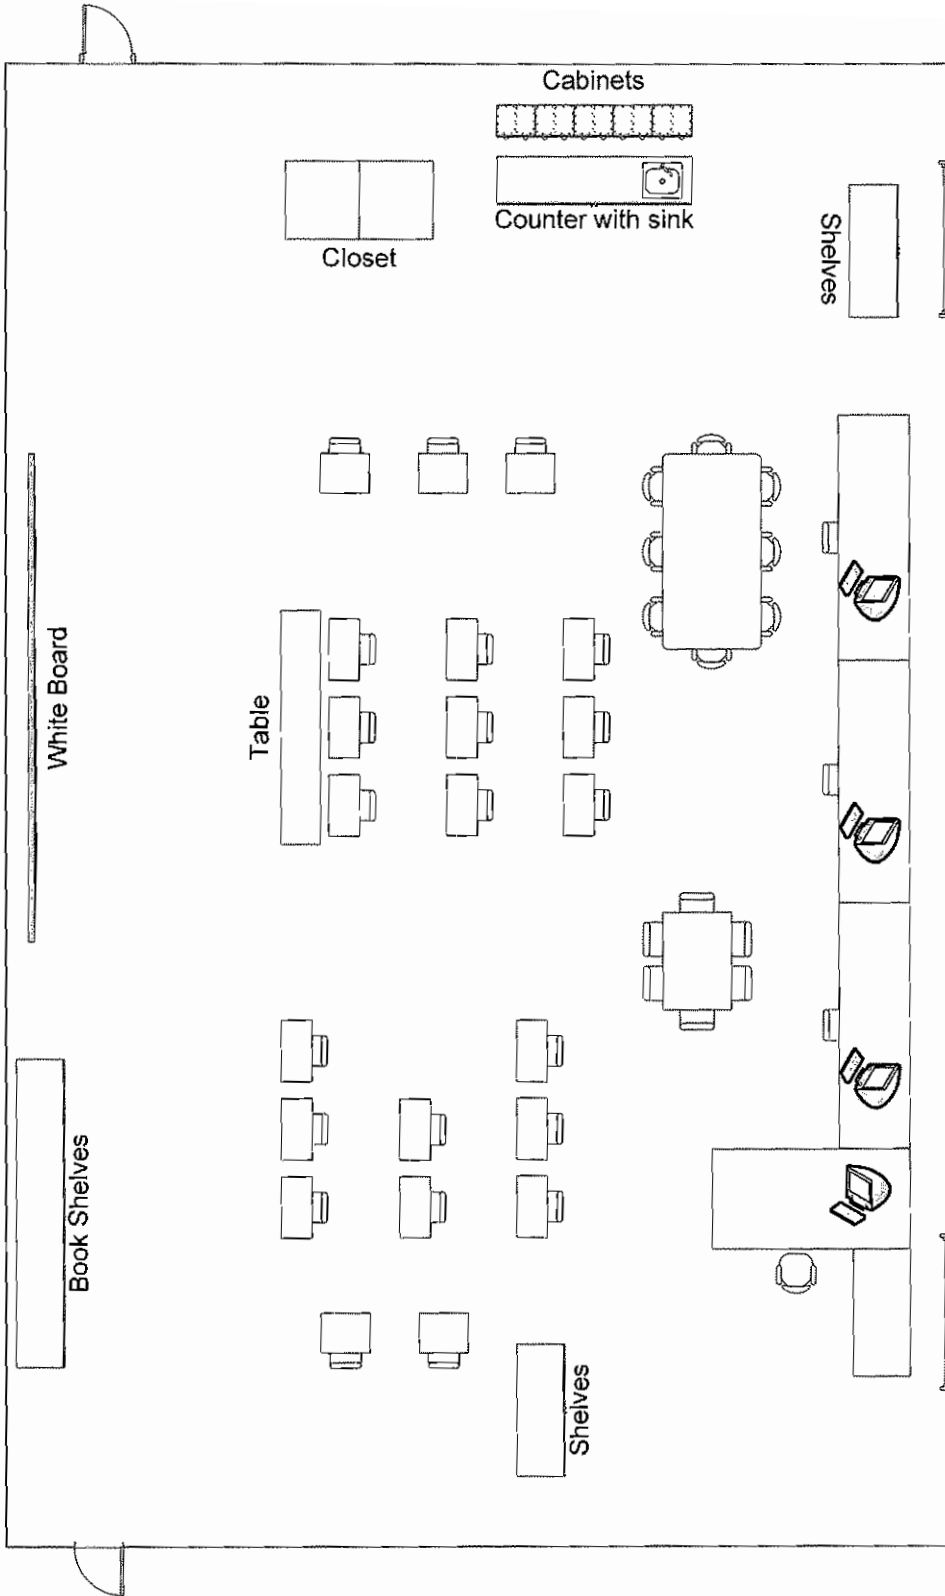 Cabinets
Counter with sink
Closet
Shelves
White Board
Table
Book Shelves
Shelves